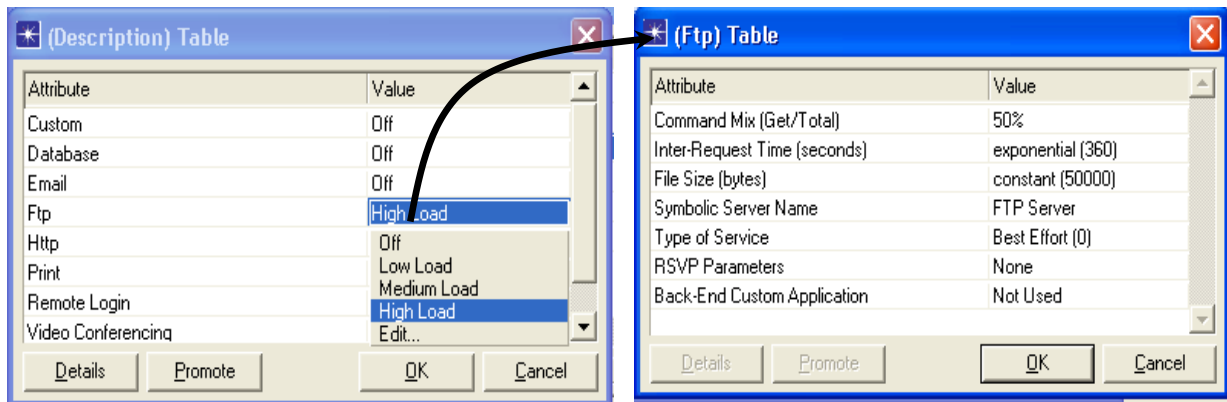 (Description) Table
Attribute Value
Custom Off
Database Off
Email Off
Ftp High Load
Http
Print
Remote Login
Video Conferencing
Off
Low Load
Medium Load
High Load
Edit...
Details Promote OK Cancel
(Ftp) Table
Attribute Value
Command Mix (Get/Total) 50%
Inter-Request Time (seconds) exponential (360)
File Size (bytes) constant (50000)
Symbolic Server Name FTP Server
Type of Service Best Effort (0)
RSVP Parameters None
Back-End Custom Application Not Used
Details Promote OK Cancel